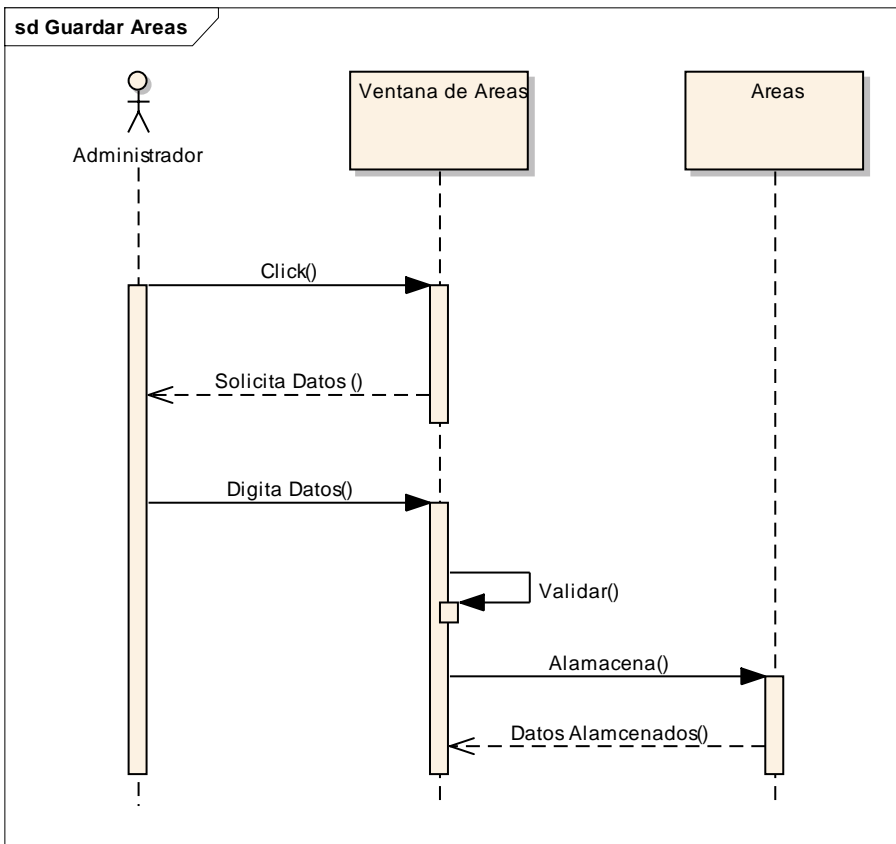 sd Guardar Areas
Administrador
Ventana de Areas
Areas
Click()
Solicita Datos ()
Digita Datos()
Validar()
Alamacena()
Datos Alamcenados()